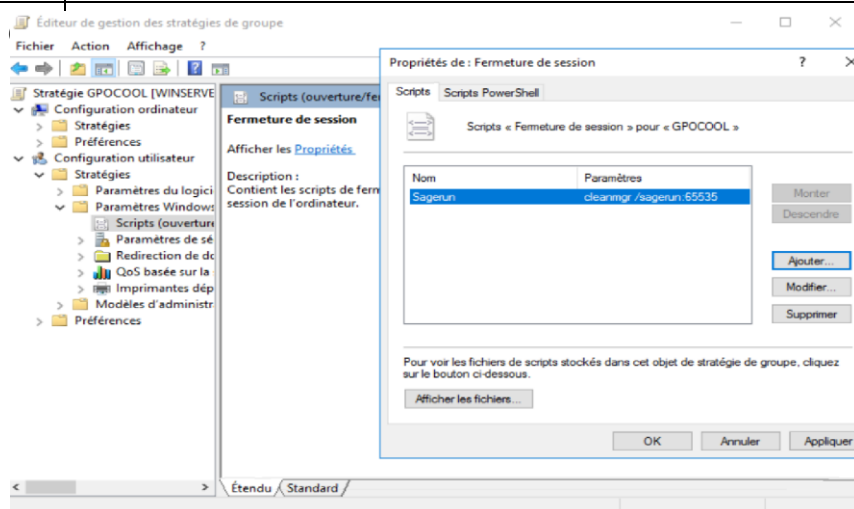 Éditeur de gestion des stratégies de groupe
Fichier Action Affichage ?
Stratégie GPOCOOL [WINSERVE
Configuration ordinateur
Stratégies
Préférences
Configuration utilisateur
Stratégies
Paramètres du logici
Paramètres Windows
Scripts (ouverture
Paramètres de sé
Redirection de do
QoS basée sur la
Imprimantes dép
Modèles d'administr
Préférences
Scripts (ouverture/fer
Fermeture de session
Afficher les Propriétés
Description :
Contient les scripts de ferm
session de l'ordinateur.
Étendu Standard
Propriétés de : Fermeture de session
Scripts Scripts PowerShell
Scripts « Fermeture de session » pour « GPOCOOL »
Nom Paramètres
Sagerun cleanmgr /sagerun:65535
Monter
Descendre
Ajouter...
Modifier...
Supprimer
Pour voir les fichiers de scripts stockés dans cet objet de stratégie de groupe, cliquez
sur le bouton ci-dessous.
Afficher les fichiers...
OK Annuler Appliquer